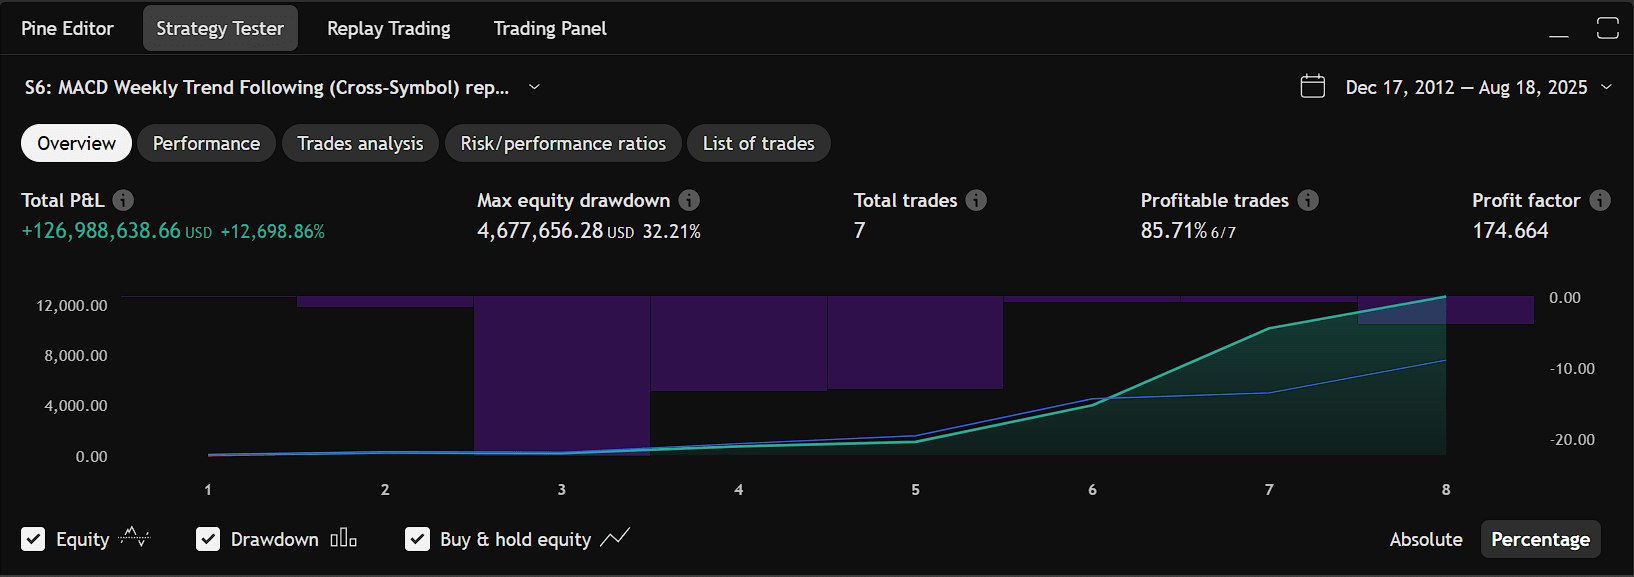 Pine Editor Strategy Tester Replay Trading Trading Panel
S6: MACD Weekly Trend Following (Cross-Symbol) rep... Dec 17, 2012 — Aug 18, 2025
Overview Performance Trades analysis Risk/performance ratios List of trades
Total P&L Max equity drawdown Total trades Profitable trades Profit factor
+126,988,638.66 USD +12,698.86% 4,677,656.28 USD 32.21% 7 85.71% 6/7 174.664
12,000.00 0.00
8,000.00 -10.00
4,000.00 -20.00
0.00
1 2 3 4 5 6 7 8
Equity Drawdown Buy & hold equity Absolute Percentage